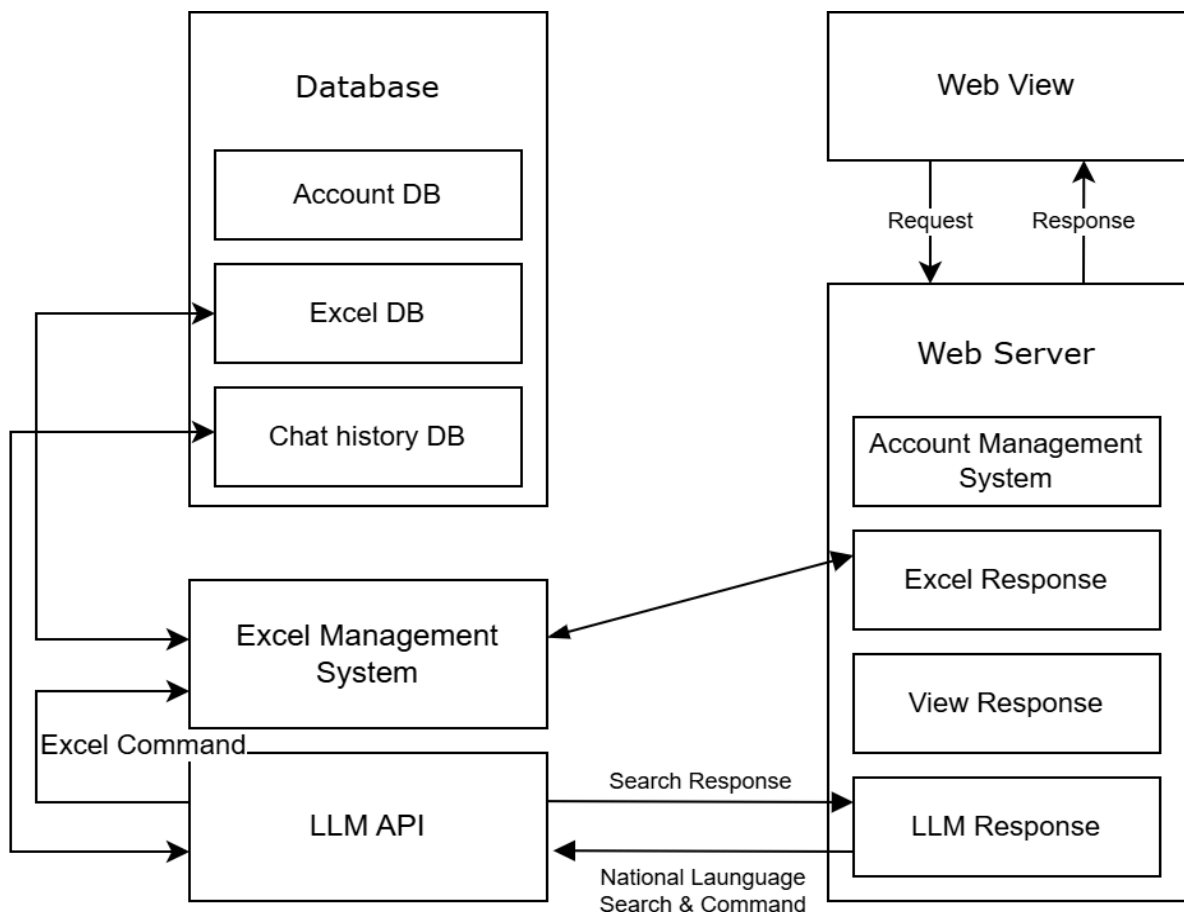 Database
Account DB
Excel DB
Chat history DB
Excel Management
System
Excel Command
LLM API
Web View
Request
Response
Web Server
Account Management
System
Excel Response
View Response
LLM Response
Search Response
National Launguage
Search & Command